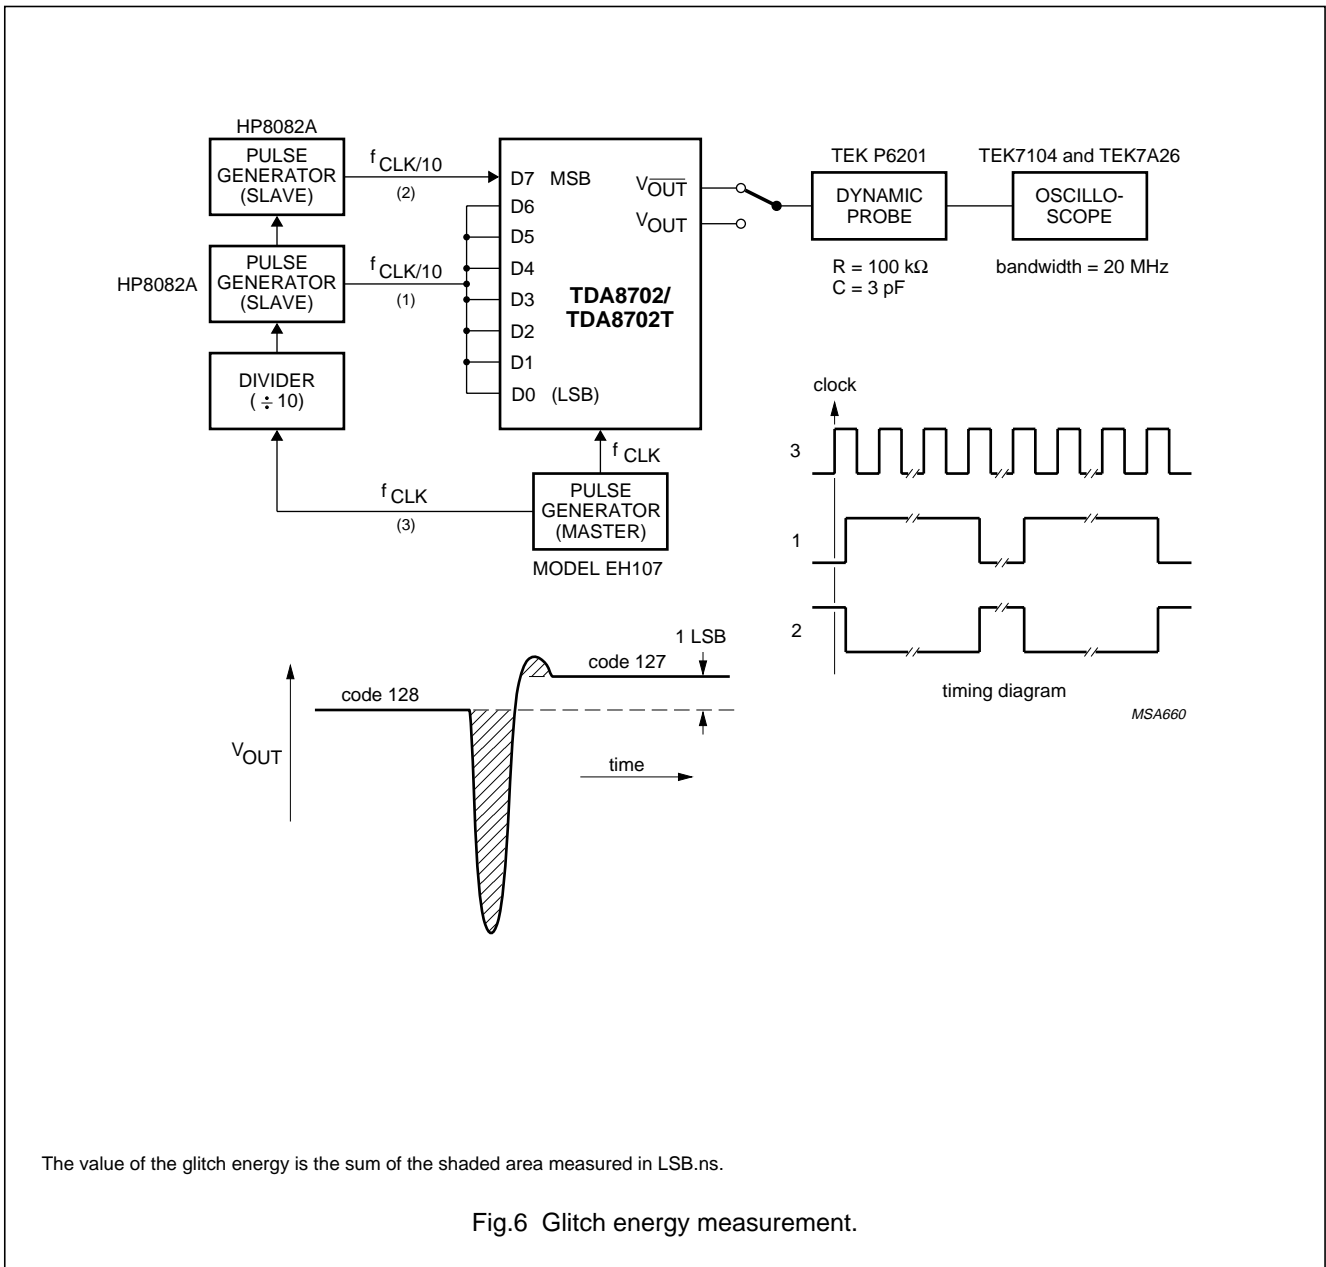 HP8082A
PULSE
GENERATOR
(SLAVE)
f CLK/10
(2)
HP8082A
PULSE
GENERATOR
(SLAVE)
f CLK/10
(1)
DIVIDER
( ÷ 10)
f CLK
(3)
D7 MSB
D6
D5
D4
D3
D2
D1
D0 (LSB)
TDA8702/
TDA8702T
VOUT
VOUT
f CLK
PULSE
GENERATOR
(MASTER)
MODEL EH107
TEK P6201
DYNAMIC
PROBE
R = 100 kΩ
C = 3 pF
TEK7104 and TEK7A26
OSCILLO-
SCOPE
bandwidth = 20 MHz
clock
3
1
2
timing diagram
MSA660
1 LSB
code 127
code 128
VOUT
time
The value of the glitch energy is the sum of the shaded area measured in LSB.ns.
Fig.6 Glitch energy measurement.